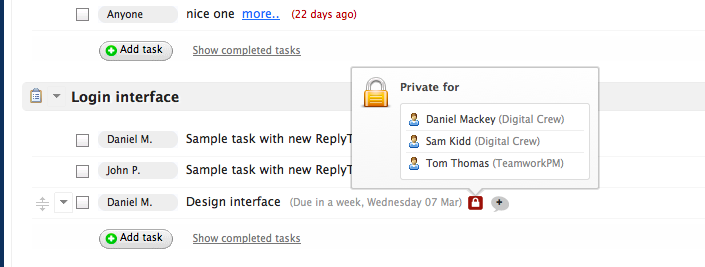 Anyone nice one more.. (22 days ago)
Add task Show completed tasks
Private for
Login interface
Daniel Mackey (Digital Crew)
Daniel M. Sample task with new ReplyT
Sam Kidd (Digital Crew)
Tom Thomas (TeamworkPM)
John P. Sample task with new ReplyT
Daniel M. Design interface (Due in a week, Wednesday 07 Mar)
Add task Show completed tasks